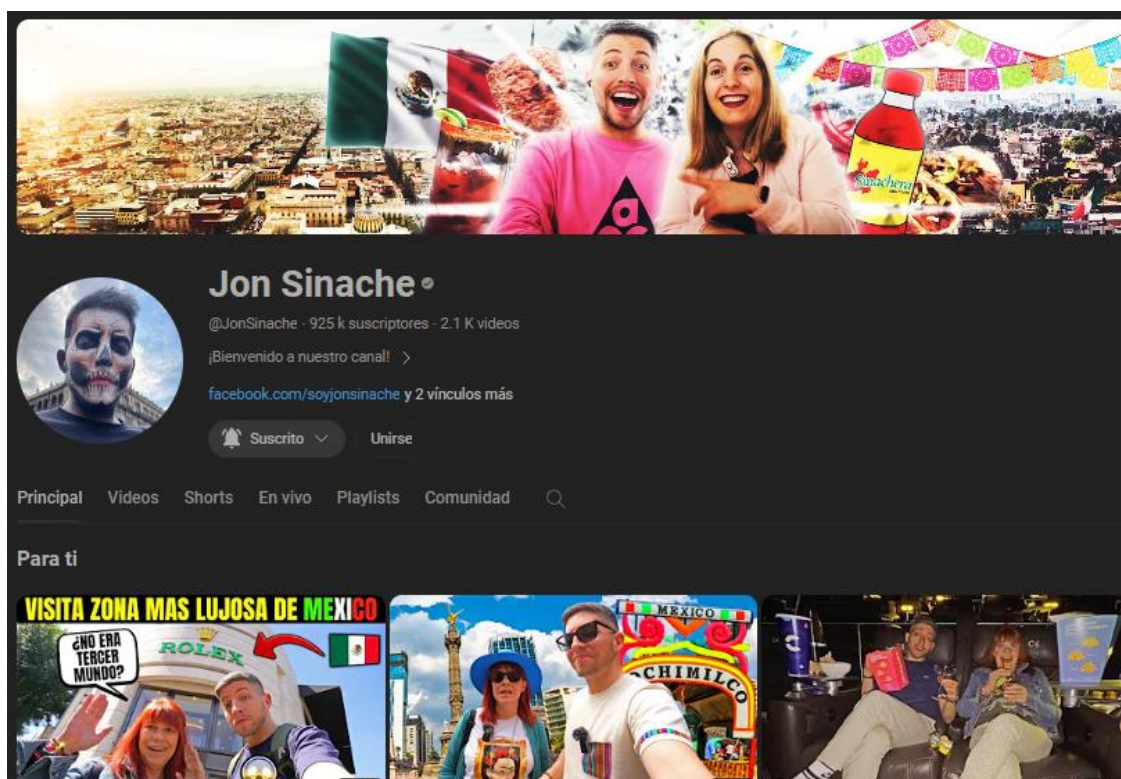 Sinachera
Jon Sinache
@JonSinache · 925 k suscriptores · 2.1 K videos
¡Bienvenido a nuestro canal! >
facebook.com/soyjonsinache y 2 vínculos más
Suscrito
Unirse
Principal Videos Shorts En vivo Playlists Comunidad
Para ti
VISITA ZONA MAS LUJOSA DE MEXICO
¿NO ERA
TERCER
MUNDO?
ROLEX
MEXICO
OCHIMILCO